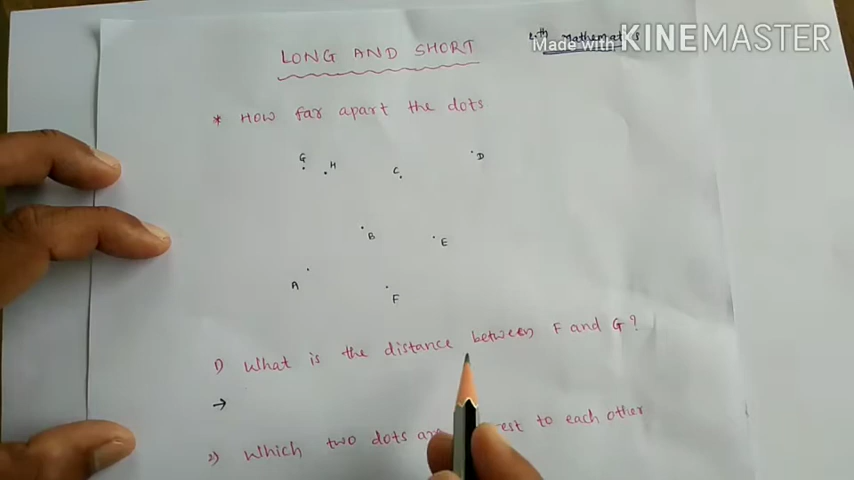 LONG AND SHORT
Made with KINEMASTER
* How far apart the dots
G
H
C
D
B
E
A
F
1) What is the distance between F and G?
→
2) Which two dots are to each other